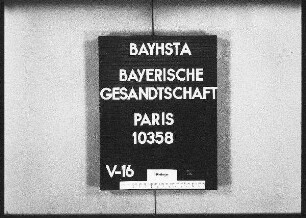 BAYHSTA
BAYERISCHE
GESANDTSCHAFT
PARIS
10358
V-16